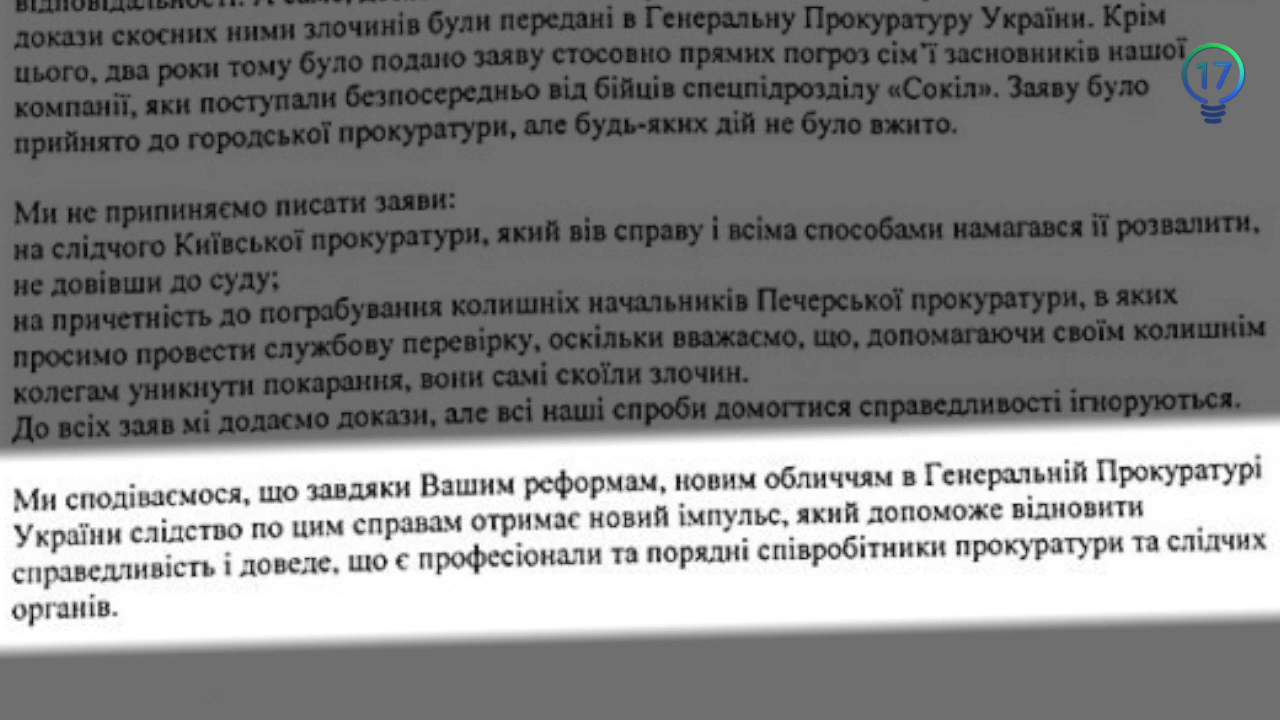 докази скоєних ними злочинів були передані в Генеральну Прокуратуру України. Крім
цього, два роки тому було подано заяву стосовно прямих погроз сім’ї засновників нашої
компанії, яки поступали безпосередньо від бійців спецпідрозділу «Сокіл». Заяву було
прийнято до городської прокуратури, але будь-яких дій не було вжито.
17
Ми не припиняємо писати заяви:
на слідчого Київської прокуратури, який вів справу і всіма способами намагався її розвалити,
не довівши до суду;
на причетність до пограбування колишніх начальників Печерської прокуратури, в яких
просимо провести службову перевірку, оскільки вважаємо, що, допомагаючи своїм колишнім
колегам уникнути покарання, вони самі скоїли злочин.
До всіх заяв мі додаємо докази, але всі наші спроби домогтися справедливості ігноруються.
Ми сподіваємося, що завдяки Вашим реформам, новим обличчям в Генеральній Прокуратурі
України слідство по цим справам отримає новий імпульс, який допоможе відновити
справедливість і доведе, що є професіонали та порядні співробітники прокуратури та слідчих
органів.